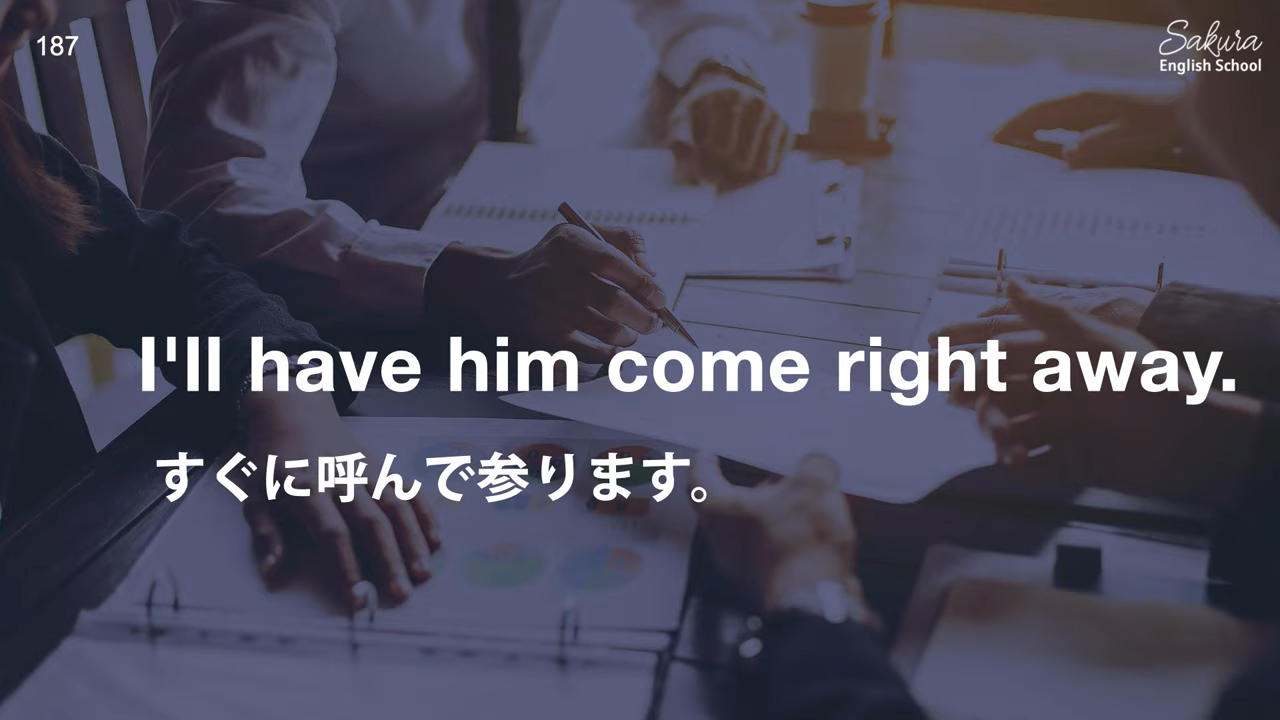 187
Sakura
English School
I'll have him come right away.
すぐに呼んで参ります。